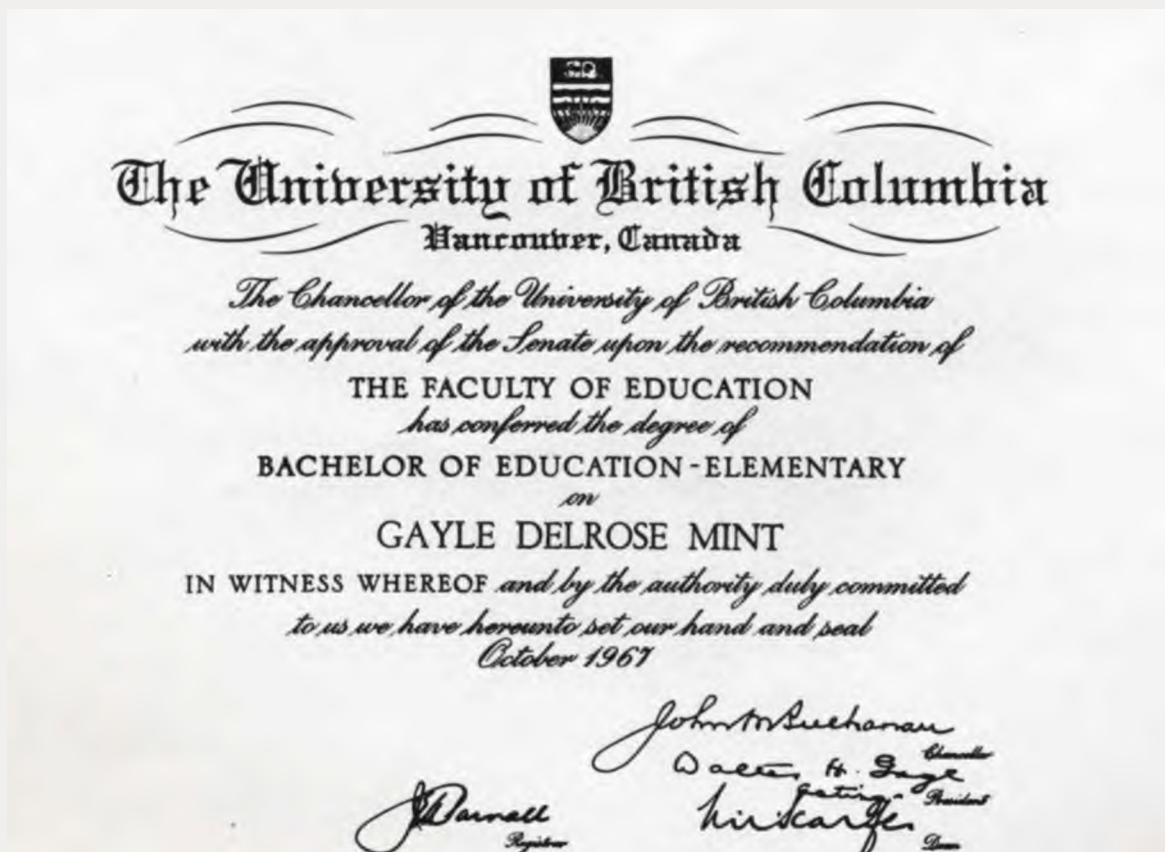 The University of British Columbia
Vancouver, Canada
The Chancellor of the University of British Columbia
with the approval of the Senate upon the recommendation of
THE FACULTY OF EDUCATION
has conferred the degree of
BACHELOR OF EDUCATION - ELEMENTARY
on
GAYLE DELROSE MINT
IN WITNESS WHEREOF and by the authority duly committed
to us we have hereunto set our hand and seal
October 1967
John M Buchanan
Chancellor
Walter H. Gage
Acting President
Registrar
Dean